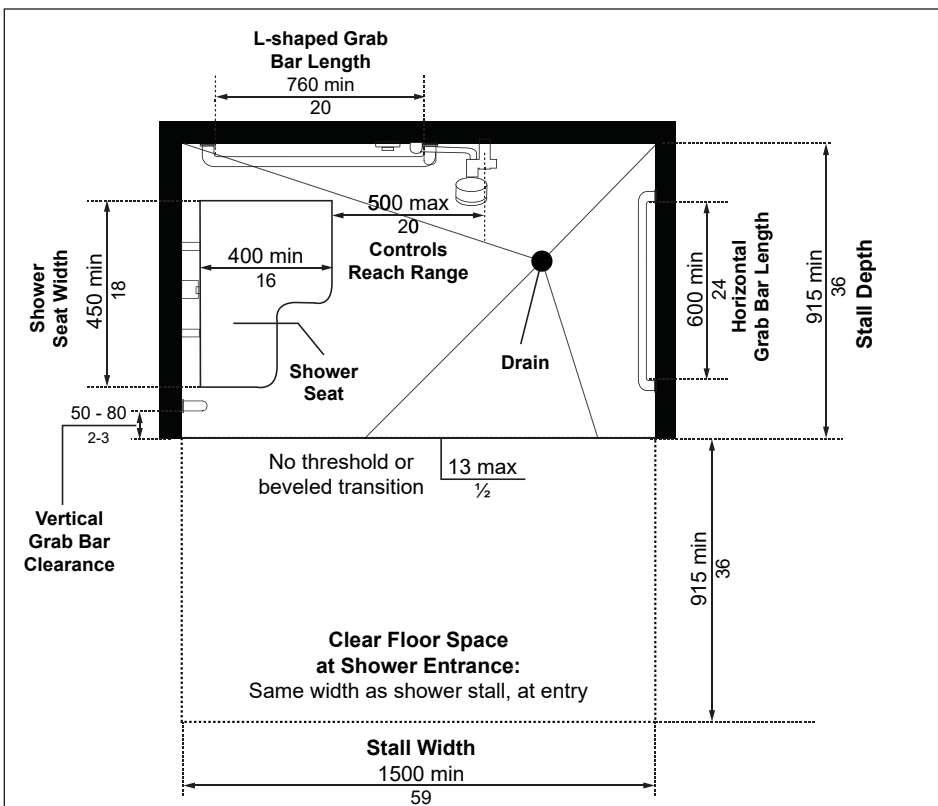 L-shaped Grab
Bar Length
760 min
20
500 max
20
Controls
Reach Range
400 min
16
Shower
Seat Width
450 min
18
Shower
Seat
Drain
600 min
24
Horizontal
Grab Bar Length
915 min
36
Stall Depth
50 - 80
2-3
Vertical
Grab Bar
Clearance
No threshold or
beveled transition
13 max
½
915 min
36
Clear Floor Space
at Shower Entrance:
Same width as shower stall, at entry
Stall Width
1500 min
59